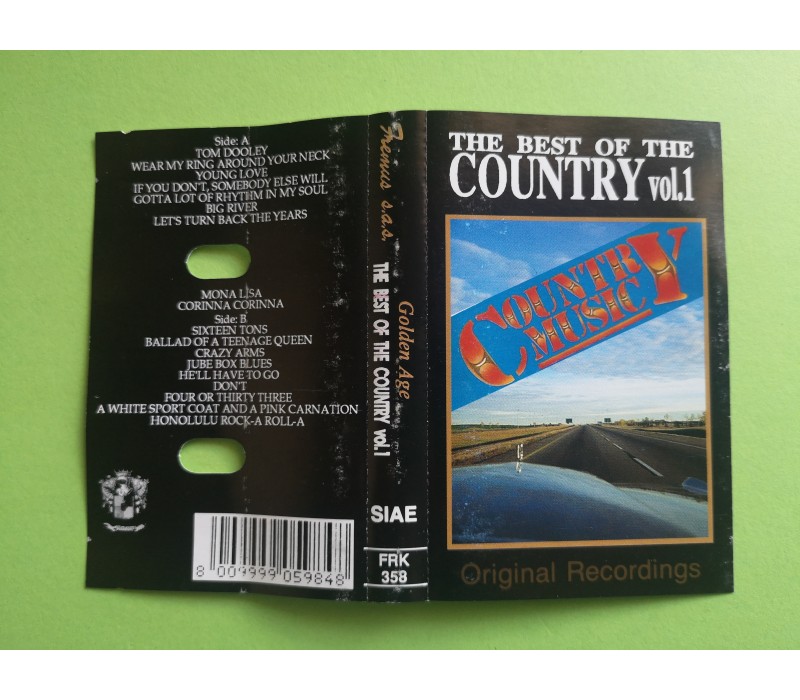 Side: A
TOM DOOLEY
WEAR MY RING AROUND YOUR NECK
YOUNG LOVE
IF YOU DON'T, SOMEBODY ELSE WILL
GOTTA LOT OF RHYTHM IN MY SOUL
BIG RIVER
LET'S TURN BACK THE YEARS
MONA LISA
CORINNA CORINNA
Side: B
SIXTEEN TONS
BALLAD OF A TEENAGE QUEEN
CRAZY ARMS
JUBE BOX BLUES
HE'LL HAVE TO GO
DON'T
FOUR OR THIRTY THREE
A WHITE SPORT COAT AND A PINK CARNATION
HONOLULU ROCK-A ROLL-A
8 009999 059848
Fremus s.a.s.
Golden Age
THE BEST OF THE COUNTRY vol.1
SIAE
FRK
358
THE BEST OF THE
COUNTRY vol.1
COUNTRY
MUSIC
Original Recordings